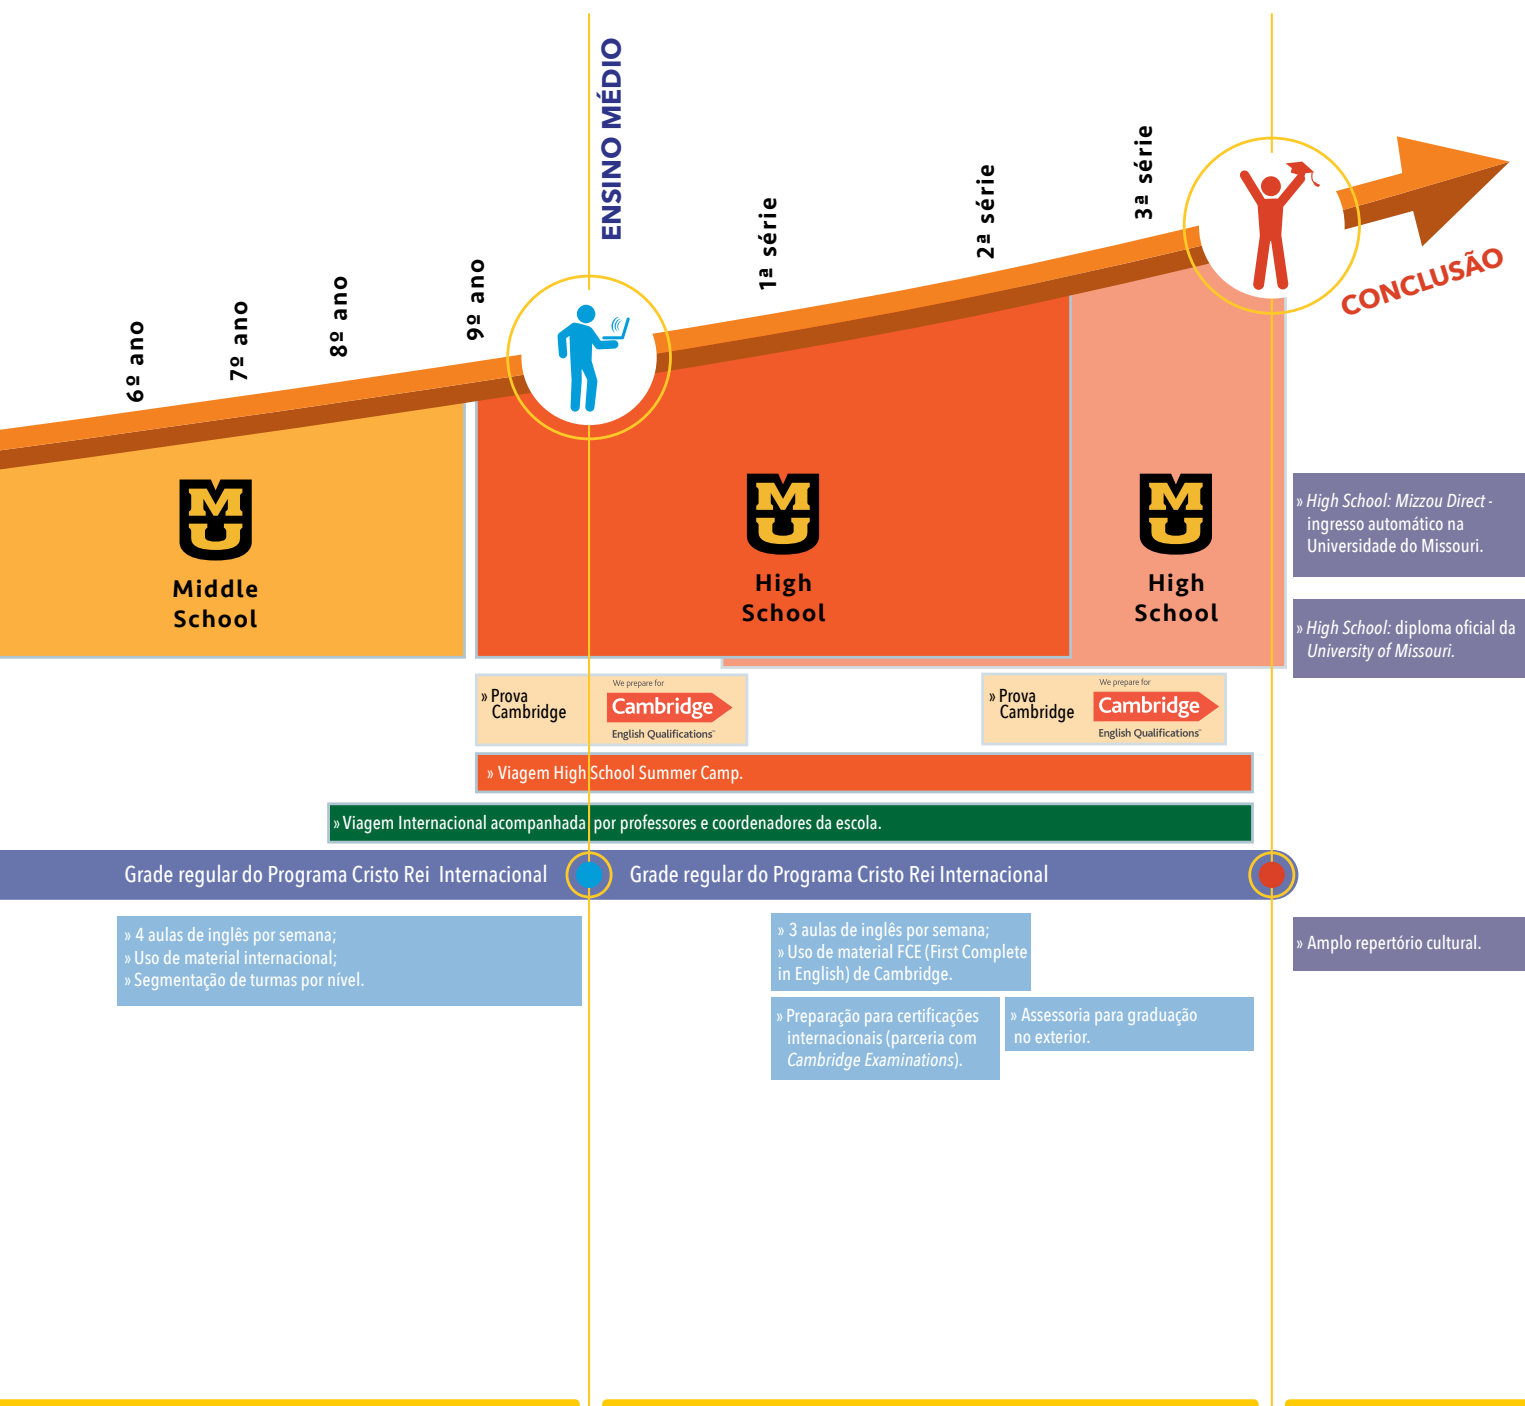 ENSINO MÉDIO
6º ano
7º ano
8º ano
9º ano
1ª série
2ª série
3ª série
CONCLUSÃO
MU
Middle
School
MU
High
School
MU
High
School
» High School: Mizzou Direct -
ingresso automático na
Universidade do Missouri.
» High School: diploma oficial da
University of Missouri.
» Prova
Cambridge
We prepare for
Cambridge
English Qualifications™
» Prova
Cambridge
We prepare for
Cambridge
English Qualifications™
» Viagem High School Summer Camp.
» Viagem Internacional acompanhada por professores e coordenadores da escola.
Grade regular do Programa Cristo Rei Internacional
Grade regular do Programa Cristo Rei Internacional
» 4 aulas de inglês por semana;
» Uso de material internacional;
» Segmentação de turmas por nível.
» 3 aulas de inglês por semana;
» Uso de material FCE (First Complete
in English) de Cambridge.
» Preparação para certificações
internacionais (parceria com
Cambridge Examinations).
» Assessoria para graduação
no exterior.
» Amplo repertório cultural.